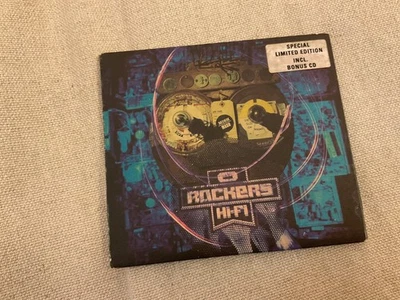 SPECIAL
LIMITED EDITION
INCL.
BONUS CD
ROCKERS
HI-FI